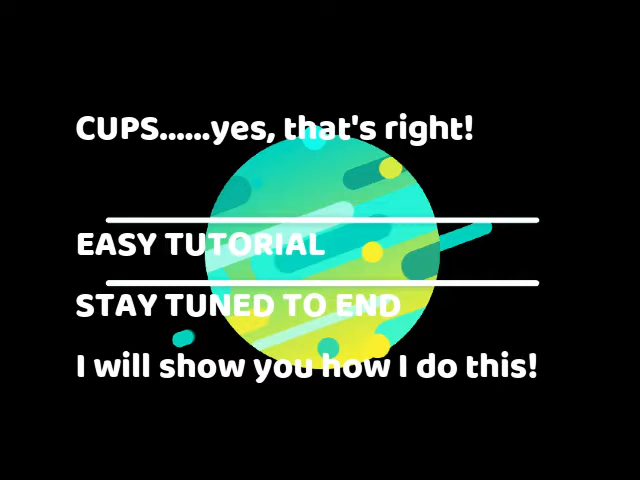 CUPS......yes, that's right!
EASY TUTORIAL
STAY TUNED TO END
I will show you how I do this!